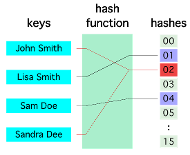 keys
hash
function
hashes
John Smith
Lisa Smith
Sam Doe
Sandra Dee
00
01
02
03
04
05
:
15